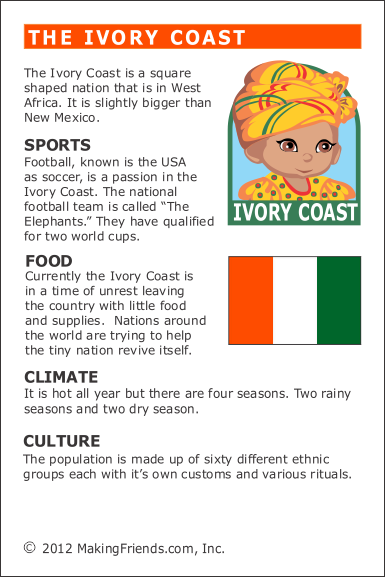 THE IVORY COAST
The Ivory Coast is a square
shaped nation that is in West
Africa. It is slightly bigger than
New Mexico.
IVORY COAST
SPORTS
Football, known is the USA
as soccer, is a passion in the
Ivory Coast. The national
football team is called “The
Elephants.” They have qualified
for two world cups.
FOOD
Currently the Ivory Coast is
in a time of unrest leaving
the country with little food
and supplies.  Nations around
the world are trying to help
the tiny nation revive itself.
CLIMATE
It is hot all year but there are four seasons. Two rainy
seasons and two dry season.
CULTURE
The population is made up of sixty different ethnic
groups each with it’s own customs and various rituals.
© 2012 MakingFriends.com, Inc.